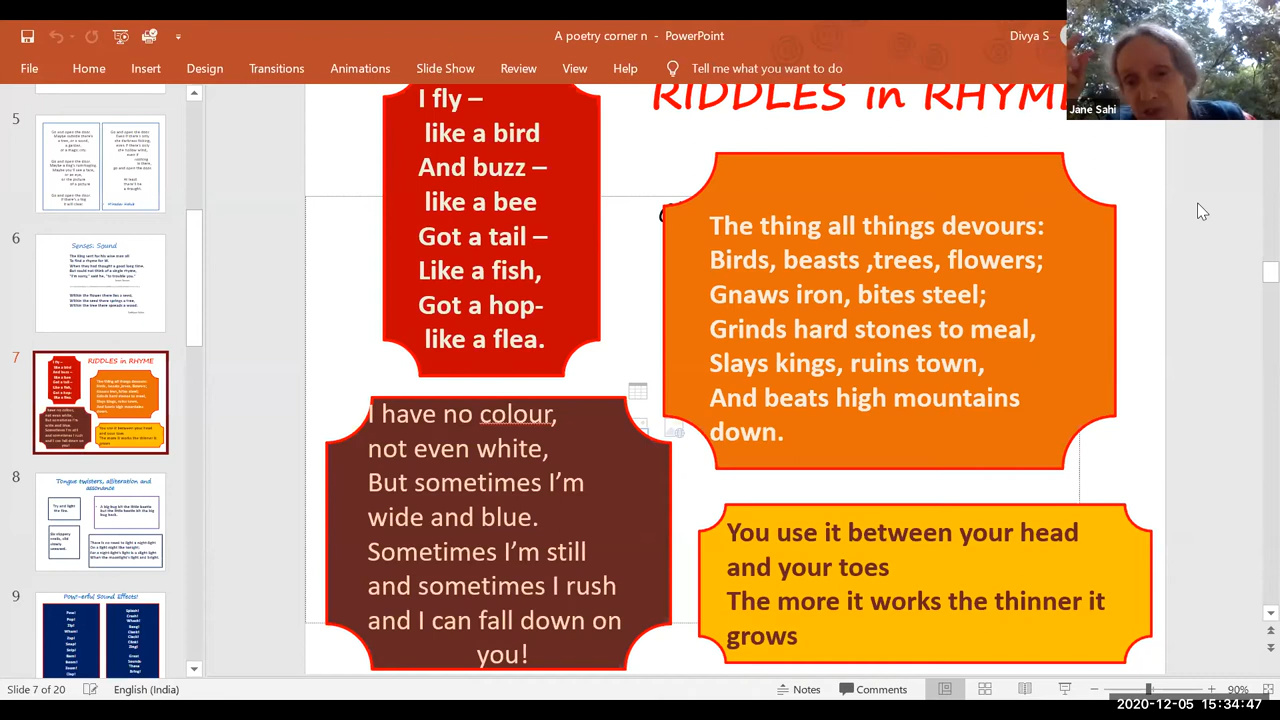 A poetry corner n - PowerPoint
Divya S
File Home Insert Design Transitions Animations Slide Show Review View Help Tell me what you want to do
Jane Sahi
RIDDLES in RHYME
I fly –
like a bird
And buzz –
like a bee
Got a tail –
Like a fish,
Got a hop-
like a flea.
The thing all things devours:
Birds, beasts ,trees, flowers;
Gnaws iron, bites steel;
Grinds hard stones to meal,
Slays kings, ruins town,
And beats high mountains
down.
I have no colour,
not even white,
But sometimes I’m
wide and blue.
Sometimes I’m still
and sometimes I rush
and I can fall down on
you!
You use it between your head
and your toes
The more it works the thinner it
grows
5
6
Senses: Sound
7
RIDDLES in RHYME
8
Tongue twisters, alliteration and
assonance
9
Pow!-erful Sound Effects!
Slide 7 of 20 English (India) Notes Comments 90%
2020-12-05 15:34:47